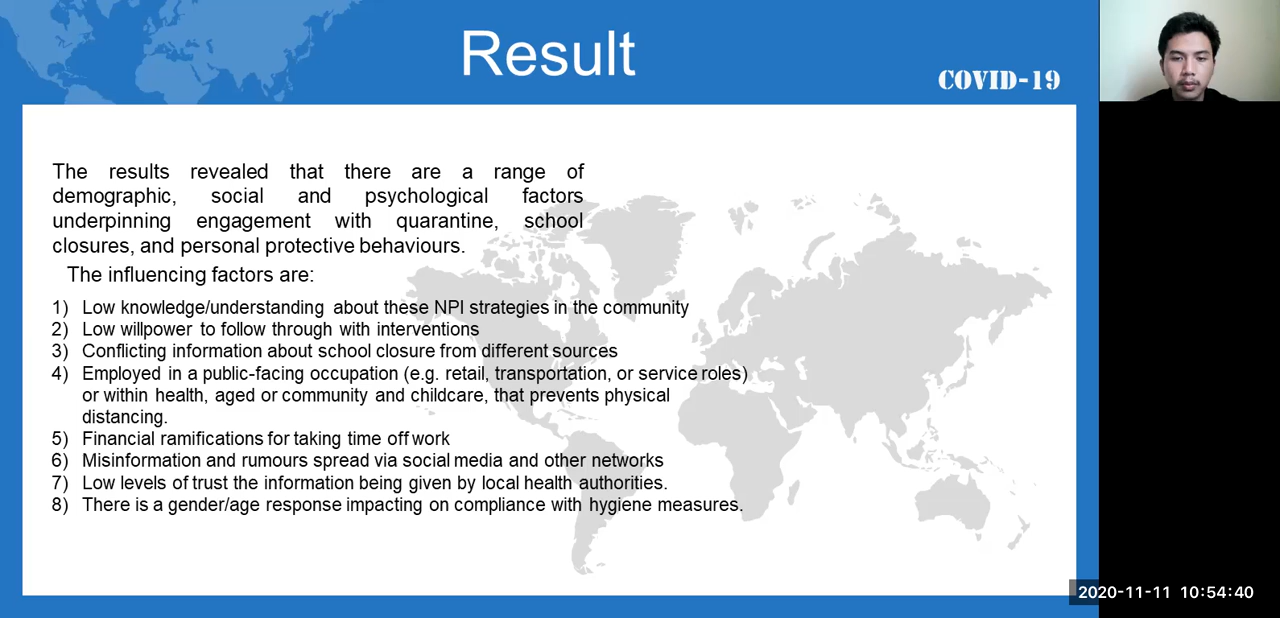 Result
COVID-19
The results revealed that there are a range of
demographic, social and psychological factors
underpinning engagement with quarantine, school
closures, and personal protective behaviours.
The influencing factors are:
1) Low knowledge/understanding about these NPI strategies in the community
2) Low willpower to follow through with interventions
3) Conflicting information about school closure from different sources
4) Employed in a public-facing occupation (e.g. retail, transportation, or service roles)
or within health, aged or community and childcare, that prevents physical
distancing.
5) Financial ramifications for taking time off work
6) Misinformation and rumours spread via social media and other networks
7) Low levels of trust the information being given by local health authorities.
8) There is a gender/age response impacting on compliance with hygiene measures.
2020-11-11 10:54:40